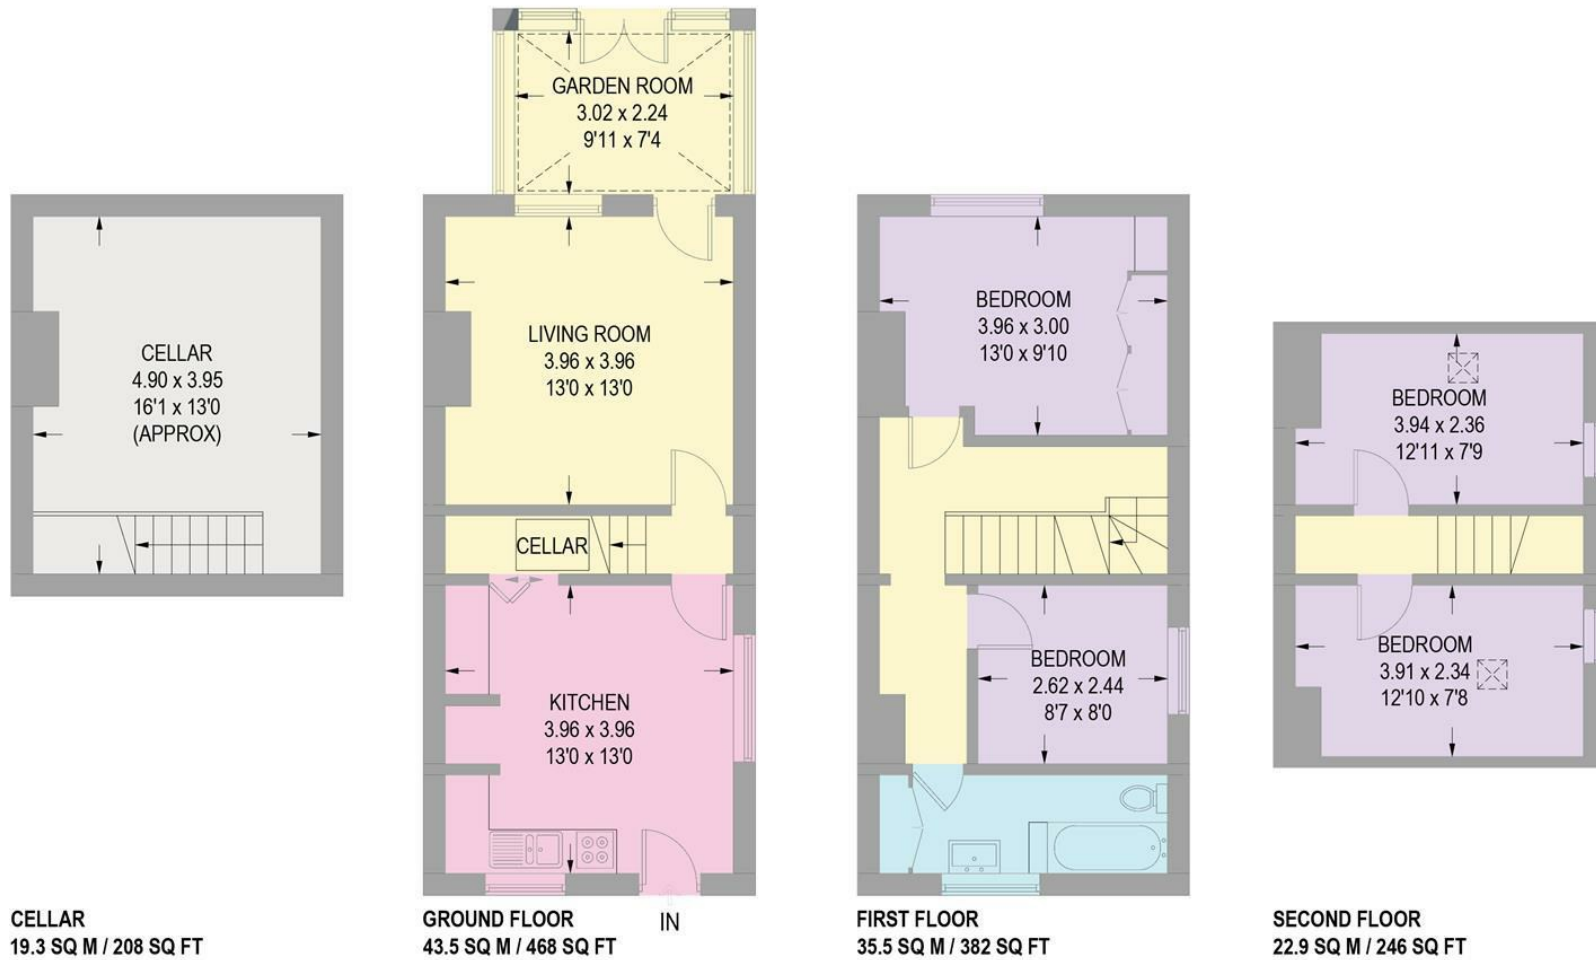 GARDEN ROOM
3.02 x 2.24
9'11 x 7'4
CELLAR
4.90 x 3.95
16'1 x 13'0
(APPROX)
LIVING ROOM
3.96 x 3.96
13'0 x 13'0
CELLAR
KITCHEN
3.96 x 3.96
13'0 x 13'0
IN
BEDROOM
3.96 x 3.00
13'0 x 9'10
BEDROOM
2.62 x 2.44
8'7 x 8'0
BEDROOM
3.94 x 2.36
12'11 x 7'9
BEDROOM
3.91 x 2.34
12'10 x 7'8
CELLAR
19.3 SQ M / 208 SQ FT
GROUND FLOOR
43.5 SQ M / 468 SQ FT
FIRST FLOOR
35.5 SQ M / 382 SQ FT
SECOND FLOOR
22.9 SQ M / 246 SQ FT